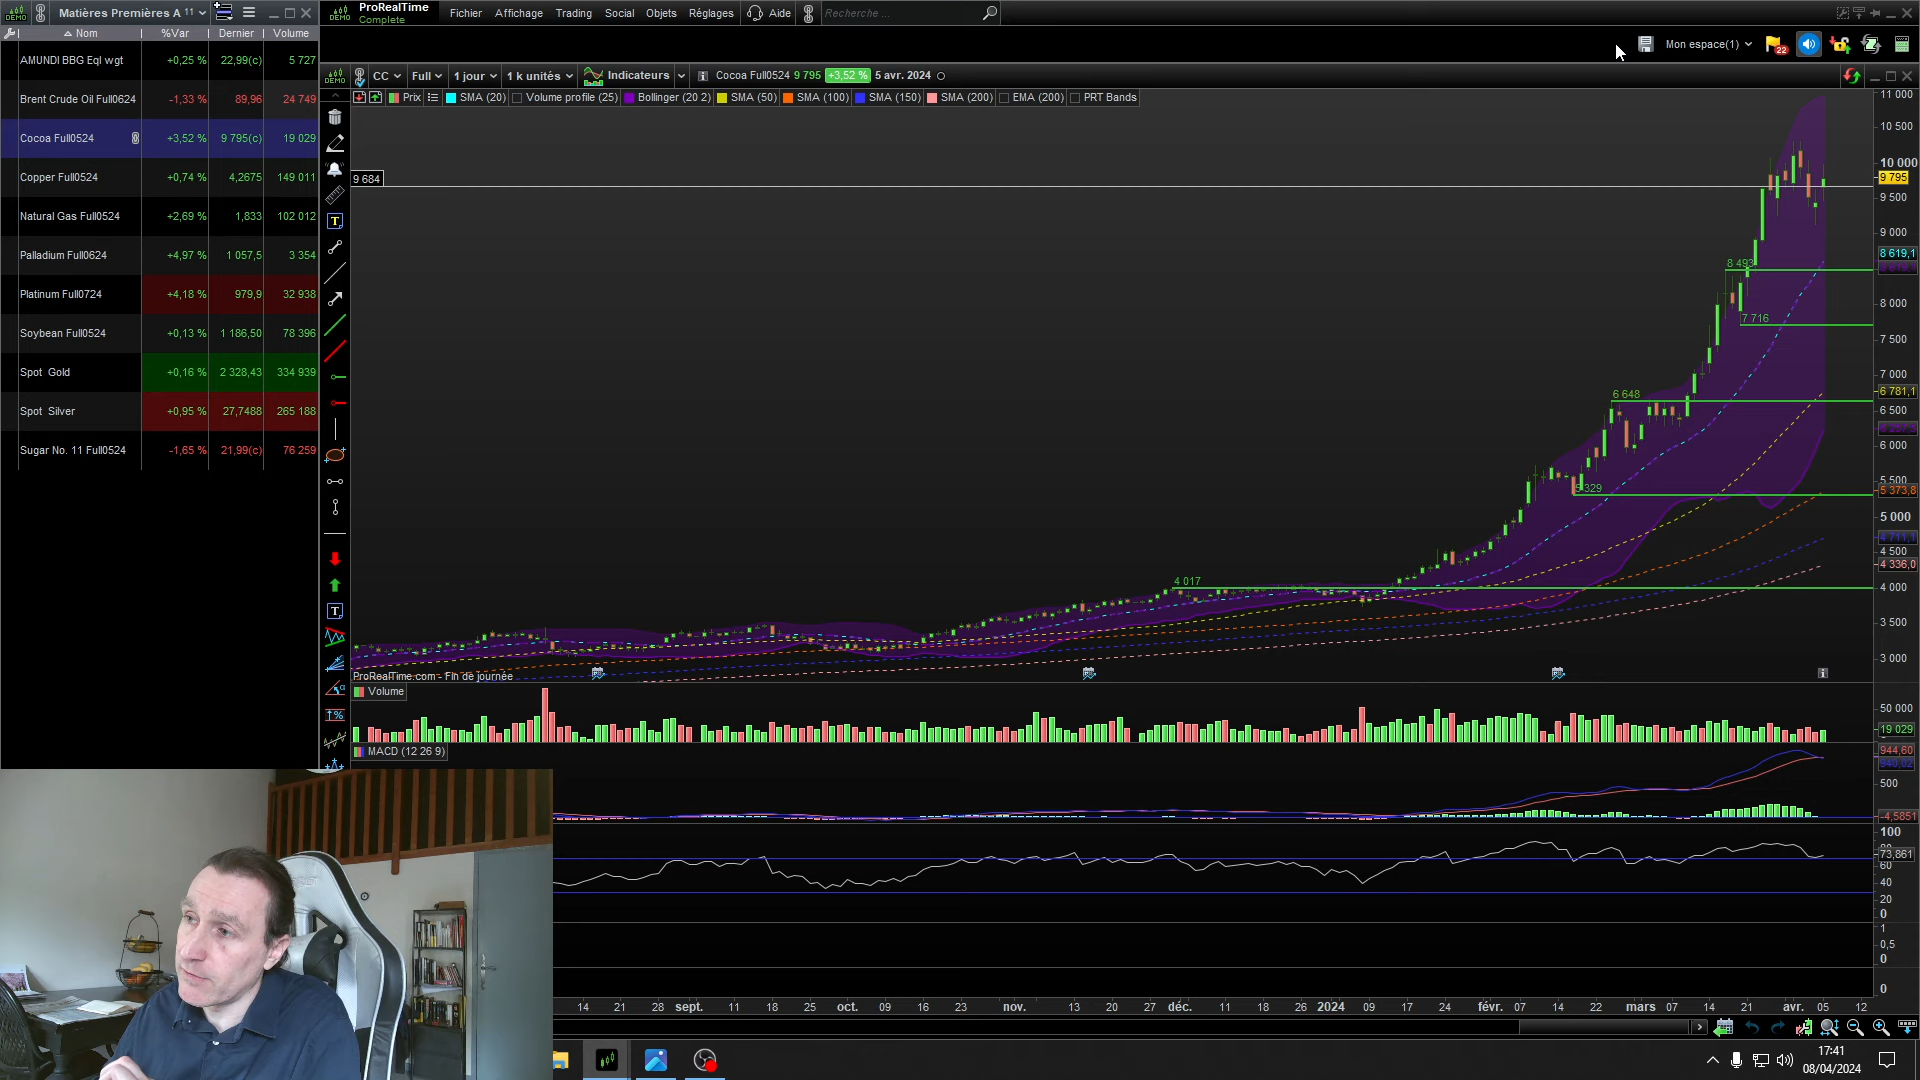 DEMO
Matières Premières A 11
DEMO
ProRealTime
Complete
Fichier Affichage Trading Social Objets Réglages Aide Recherche ...
Mon espace(1) 22
Nom %Var Dernier Volume
AMUNDI BBG Eql wgt +0,25 % 22,99(c) 5 727
Brent Crude Oil Full0624 -1,33 % 89,96 24 749
Cocoa Full0524 +3,52 % 9 795(c) 19 029
Copper Full0524 +0,74 % 4,2675 149 011
Natural Gas Full0524 +2,69 % 1,833 102 012
Palladium Full0624 +4,97 % 1 057,5 3 354
Platinum Full0724 +4,18 % 979,9 32 938
Soybean Full0524 +0,13 % 1 186,50 78 396
Spot Gold +0,16 % 2 328,43 334 939
Spot Silver +0,95 % 27,7488 265 188
Sugar No. 11 Full0524 -1,65 % 21,99(c) 76 259
DEMO CC Full 1 jour 1 k unités Indicateurs Cocoa Full0524 9 795 +3,52 % 5 avr. 2024
Prix SMA (20) Volume profile (25) Bollinger (20 2) SMA (50) SMA (100) SMA (150) SMA (200) EMA (200) PRT Bands
11 000
10 500
10 000
9 684
9 795
9 500
9 000
8 619,1
8 493
8 000
7 716
7 500
7 000
6 781,1
6 648
6 500
6 000
5 500
5 329
5 373,8
5 000
4 711,1
4 500
4 336,0
4 017
4 000
3 500
3 000
ProRealTime.com - Fin de journée
Volume
50 000
19 029
MACD (12 26 9)
944,60
940,02
500
-4,5851
100
73,861
60
40
20
0
1
0,5
0
0
14 21 28 sept. 11 18 25 oct. 09 16 23 nov. 13 20 27 déc. 11 18 26 2024 09 17 24 févr. 07 14 22 mars 07 14 21 avr. 05 12
17:41
08/04/2024